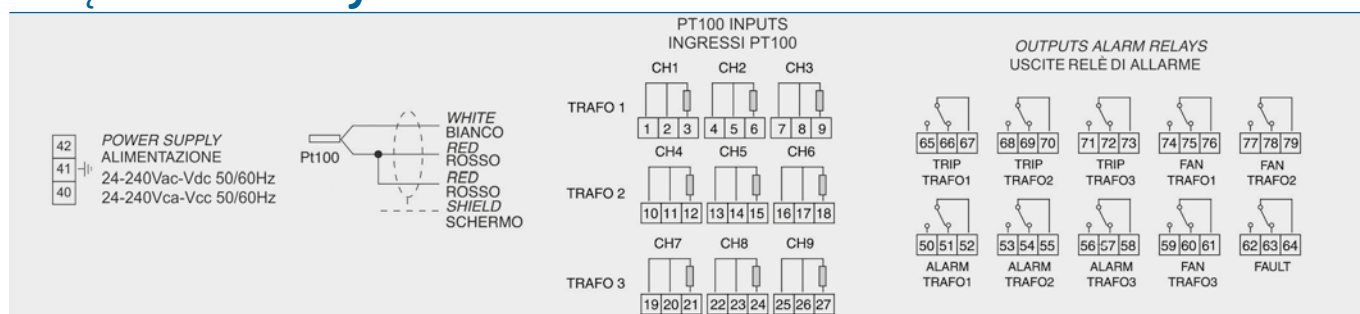 42
41
40
POWER SUPPLY
ALIMENTAZIONE
24-240Vac-Vdc 50/60Hz
24-240Vca-Vcc 50/60Hz
Pt100
WHITE
BIANCO
RED
ROSSO
RED
ROSSO
SHIELD
SCHERMO
PT100 INPUTS
INGRESSI PT100
CH1 CH2 CH3
TRAFO 1
1 2 3 4 5 6 7 8 9
CH4 CH5 CH6
TRAFO 2
10 11 12 13 14 15 16 17 18
CH7 CH8 CH9
TRAFO 3
19 20 21 22 23 24 25 26 27
OUTPUTS ALARM RELAYS
USCITE RELÈ DI ALLARME
65 66 67 68 69 70 71 72 73 74 75 76 77 78 79
TRIP TRIP TRIP FAN FAN
TRAFO1 TRAFO2 TRAFO3 TRAFO1 TRAFO2
50 51 52 53 54 55 56 57 58 59 60 61 62 63 64
ALARM ALARM ALARM FAN FAULT
TRAFO1 TRAFO2 TRAFO3 TRAFO3